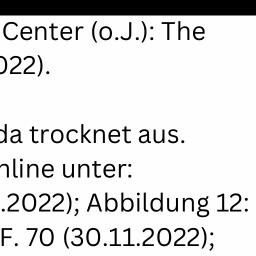 Center (o.J.): The
022).
da trocknet aus.
nline unter:
.2022); Abbildung 12:
F. 70 (30.11.2022);